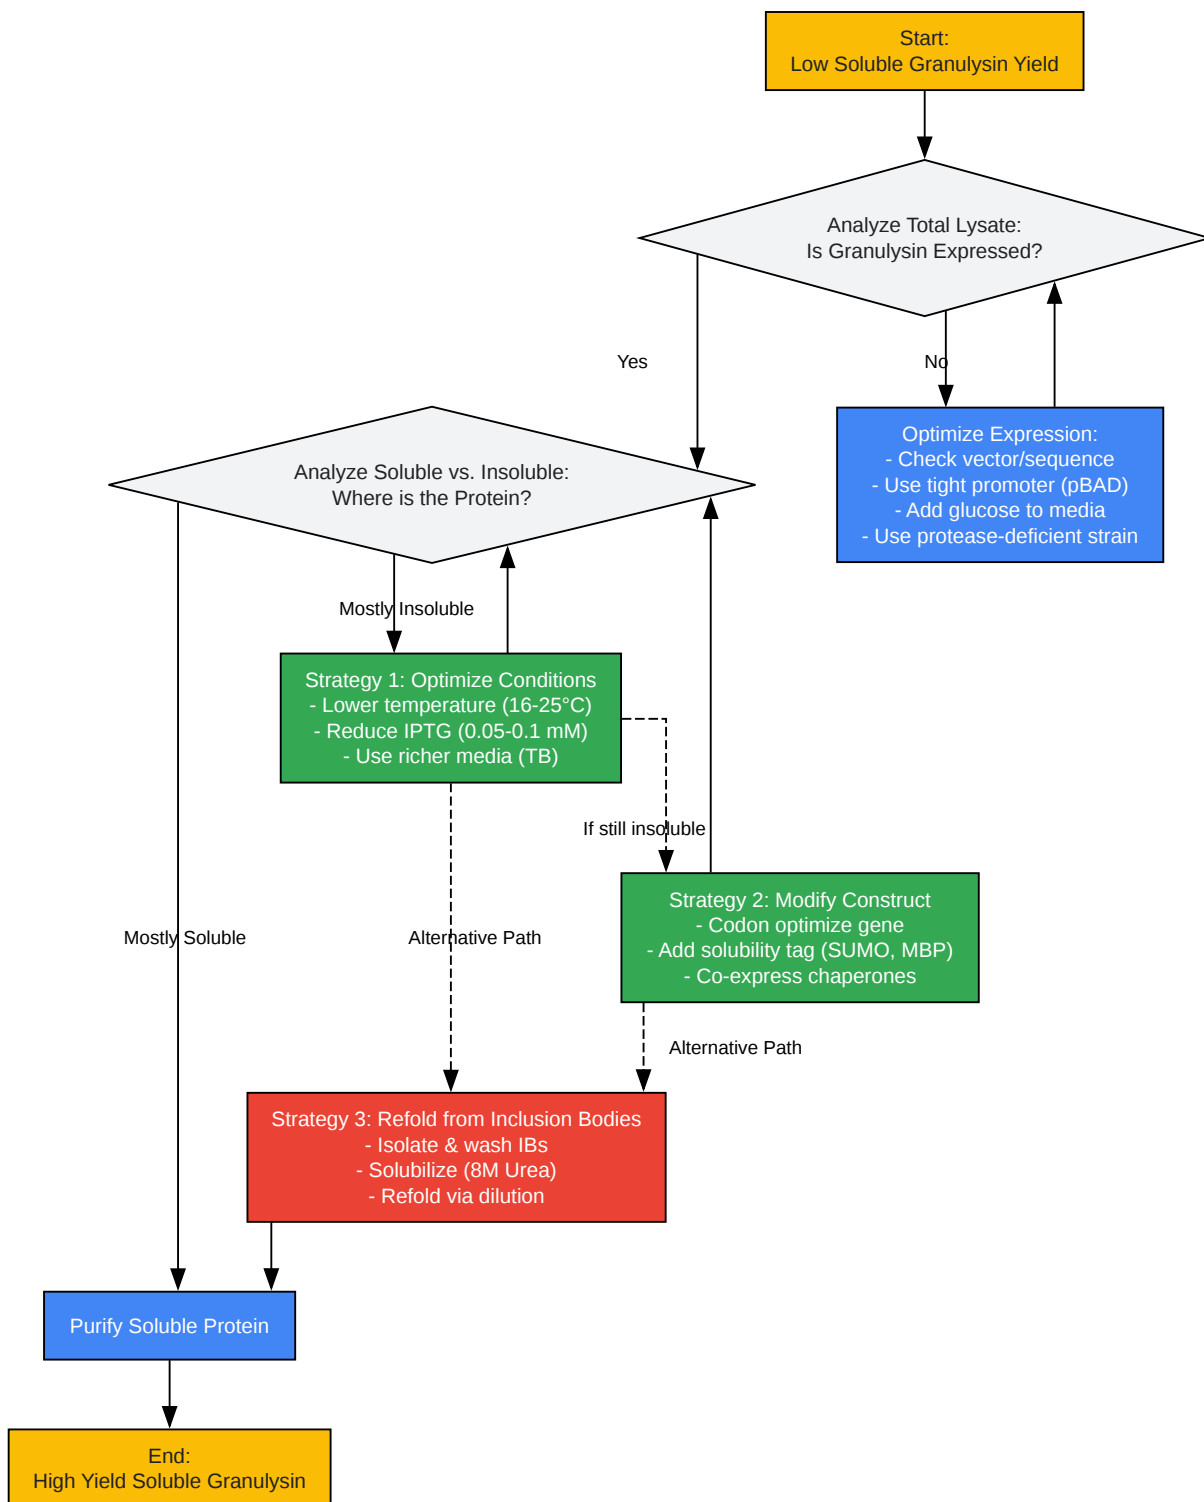 Start:
Low Soluble Granulysin Yield
Analyze Total Lysate:
Is Granulysin Expressed?
Yes
No
Optimize Expression:
- Check vector/sequence
- Use tight promoter (pBAD)
- Add glucose to media
- Use protease-deficient strain
Analyze Soluble vs. Insoluble:
Where is the Protein?
Mostly Insoluble
Strategy 1: Optimize Conditions
- Lower temperature (16-25°C)
- Reduce IPTG (0.05-0.1 mM)
- Use richer media (TB)
If still insoluble
Strategy 2: Modify Construct
- Codon optimize gene
- Add solubility tag (SUMO, MBP)
- Co-express chaperones
Mostly Soluble
Alternative Path
Alternative Path
Strategy 3: Refold from Inclusion Bodies
- Isolate & wash IBs
- Solubilize (8M Urea)
- Refold via dilution
Purify Soluble Protein
End:
High Yield Soluble Granulysin